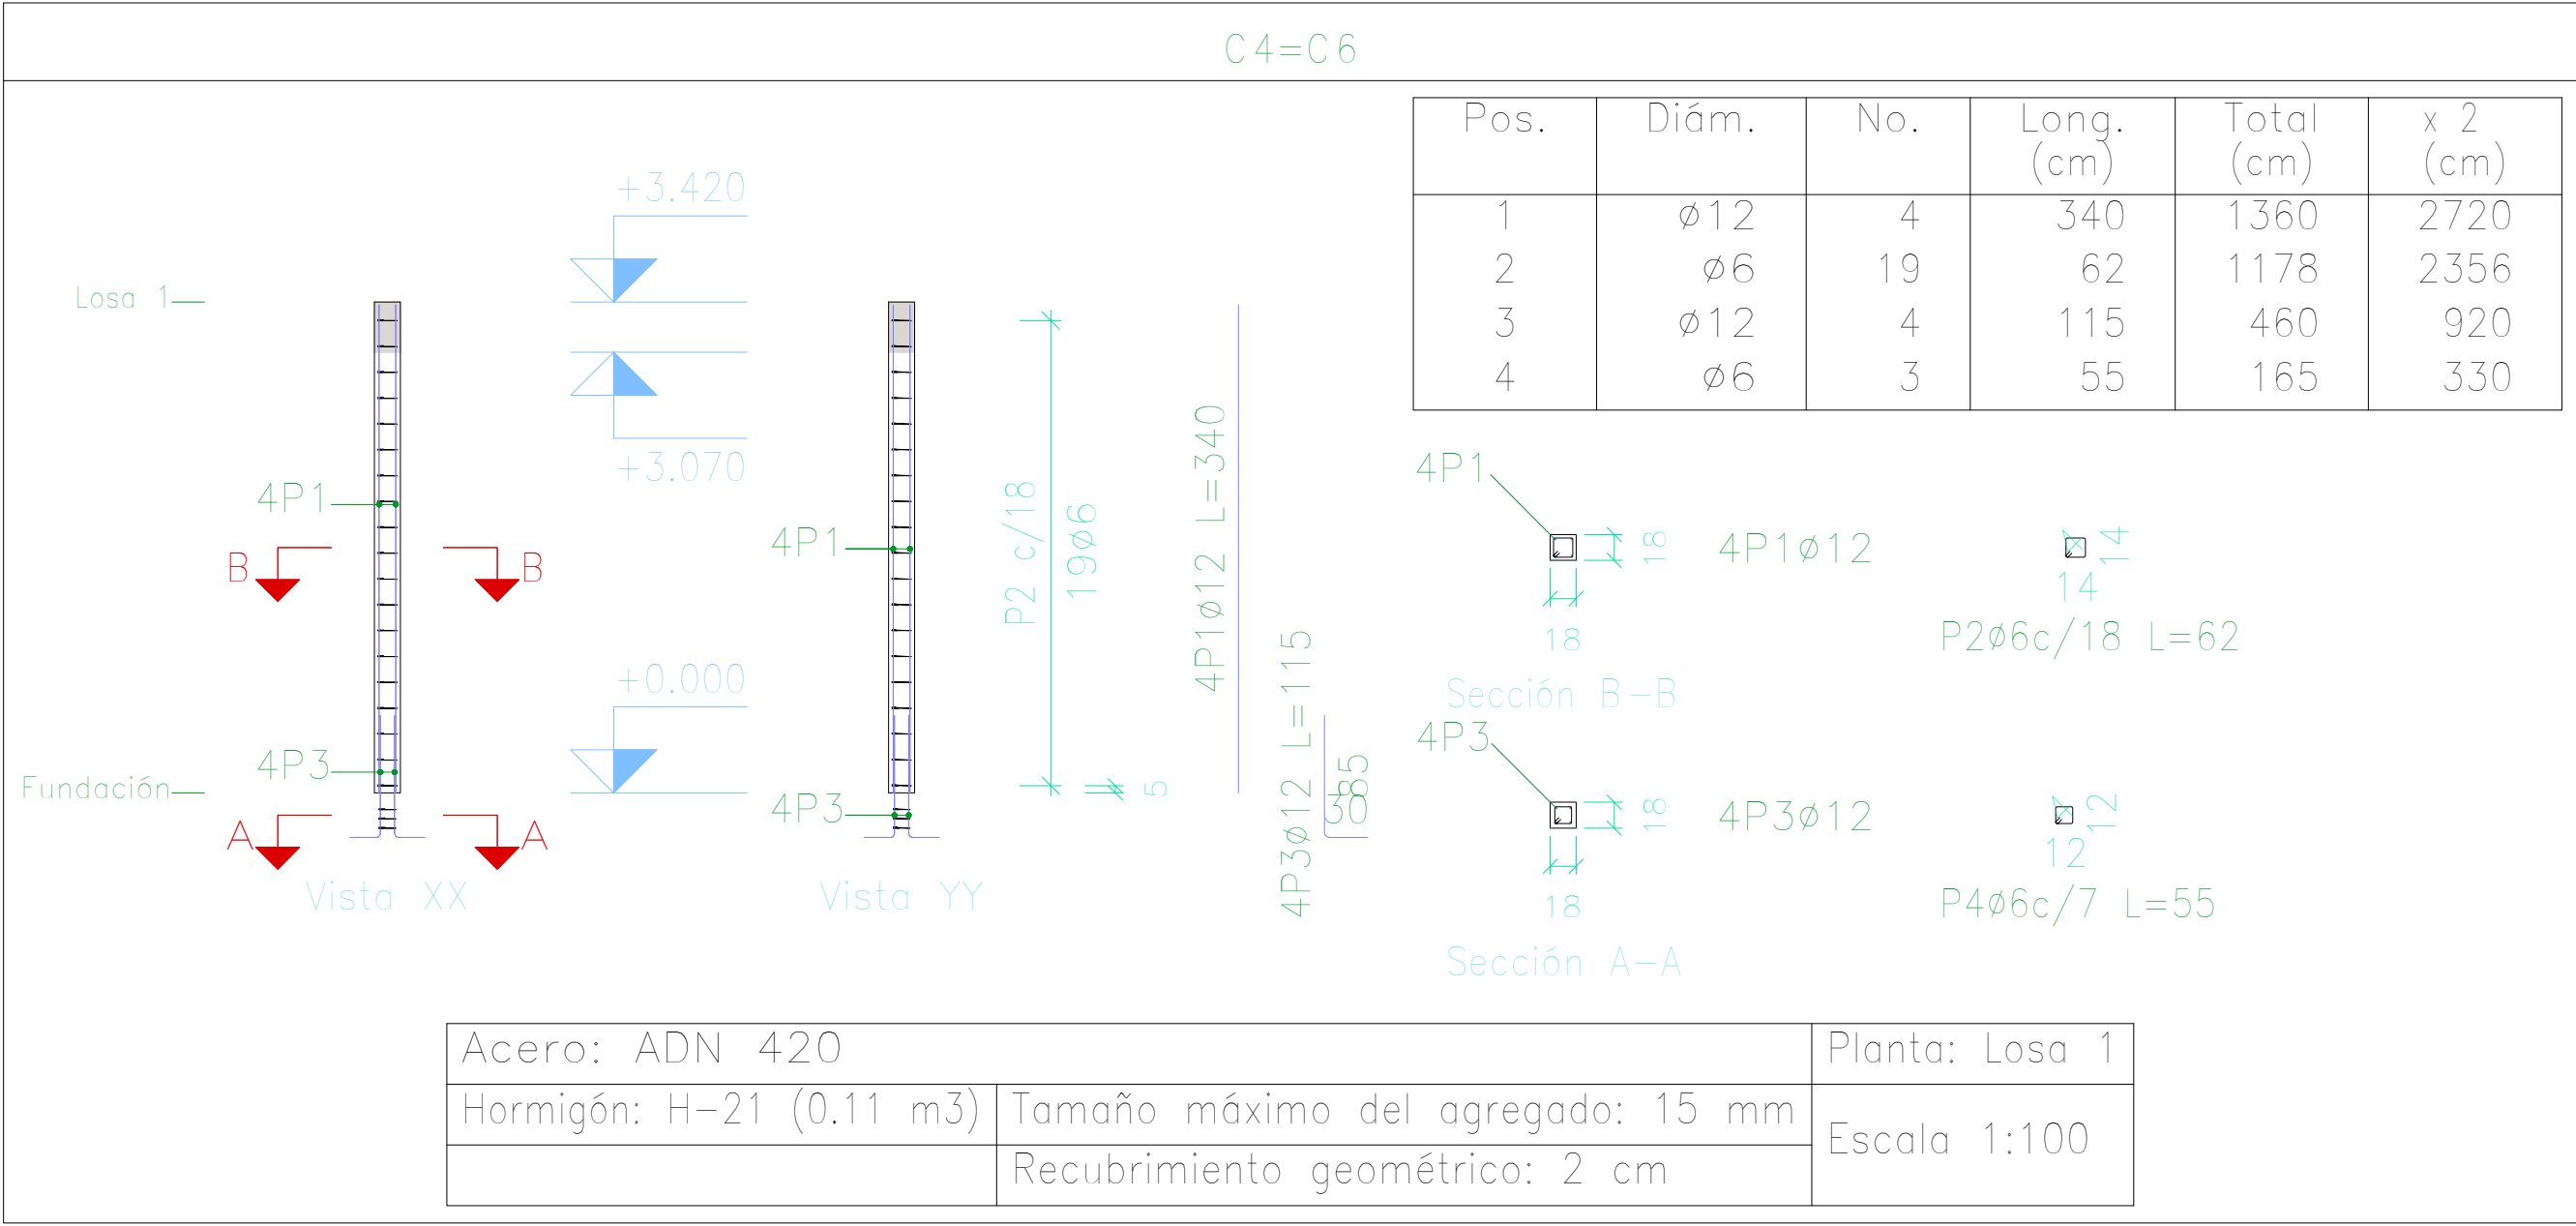 C4=C6
Pos. Diám. No. Long. (cm) Total (cm) x 2 (cm)
1 ø12 4 340 1360 2720
2 ø6 19 62 1178 2356
3 ø12 4 115 460 920
4 ø6 3 55 165 330
Losa 1
Fundación
4P1
B B
4P3
A A
Vista XX
+3.420
+3.070
+0.000
4P1
4P3
Vista YY
P2 c/18
19ø6
5
4P1ø12 L=340
4P3ø12 L=115
85
30
4P1
18
18
4P1ø12
14
14
P2ø6c/18 L=62
Sección B-B
4P3
18
18
4P3ø12
12
12
P4ø6c/7 L=55
Sección A-A
Acero: ADN 420
Planta: Losa 1
Hormigón: H-21 (0.11 m3)
Tamaño máximo del agregado: 15 mm
Escala 1:100
Recubrimiento geométrico: 2 cm